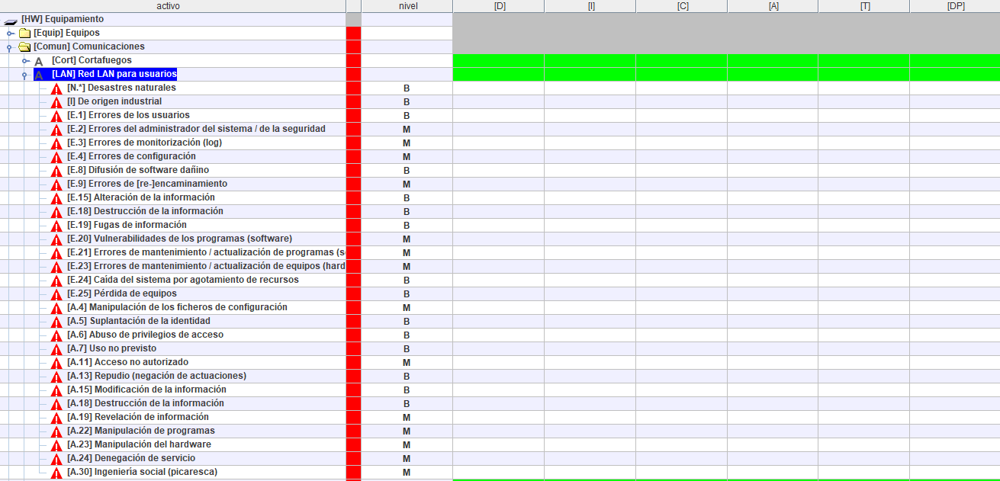 activo nivel [D] [I] [C] [A] [T] [DP]
[HW] Equipamiento
[Equip] Equipos
[Comun] Comunicaciones
A [Cort] Cortafuegos
A [LAN] Red LAN para usuarios
[N.*] Desastres naturales B
[I] De origen industrial B
[E.1] Errores de los usuarios B
[E.2] Errores del administrador del sistema / de la seguridad M
[E.3] Errores de monitorización (log) M
[E.4] Errores de configuración M
[E.8] Difusión de software dañino B
[E.9] Errores de [re-]encaminamiento M
[E.15] Alteración de la información B
[E.18] Destrucción de la información B
[E.19] Fugas de información B
[E.20] Vulnerabilidades de los programas (software) M
[E.21] Errores de mantenimiento / actualización de programas (s M
[E.23] Errores de mantenimiento / actualización de equipos (hard M
[E.24] Caída del sistema por agotamiento de recursos B
[E.25] Pérdida de equipos B
[A.4] Manipulación de los ficheros de configuración M
[A.5] Suplantación de la identidad B
[A.6] Abuso de privilegios de acceso B
[A.7] Uso no previsto B
[A.11] Acceso no autorizado M
[A.13] Repudio (negación de actuaciones) B
[A.15] Modificación de la información B
[A.18] Destrucción de la información B
[A.19] Revelación de información M
[A.22] Manipulación de programas M
[A.23] Manipulación del hardware M
[A.24] Denegación de servicio M
[A.30] Ingeniería social (picaresca) M